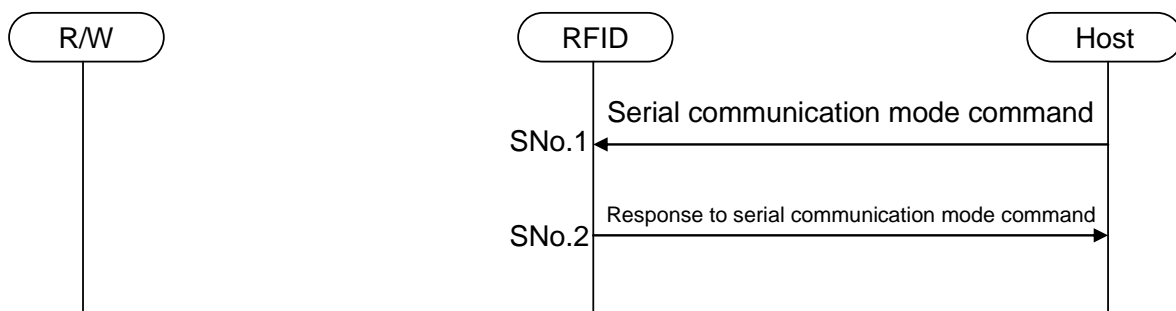 R/W
RFID
Host
Serial communication mode command
SNo.1
Response to serial communication mode command
SNo.2